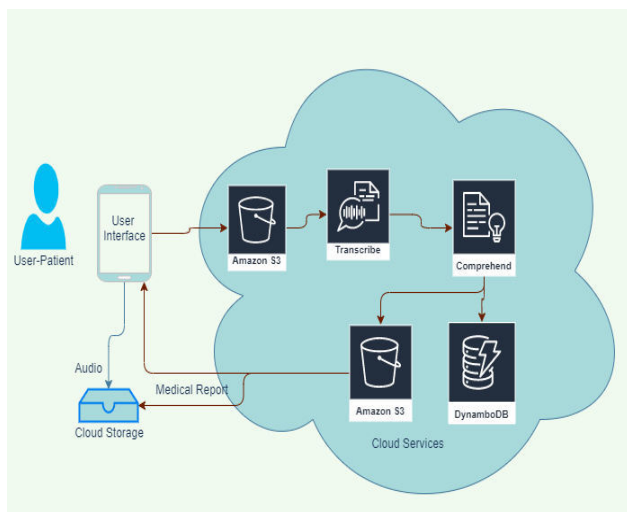 User
Interface
User-Patient
Amazon S3
Transcribe
Comprehend
Audio
Medical Report
Cloud Storage
Amazon S3
DynamboDB
Cloud Services